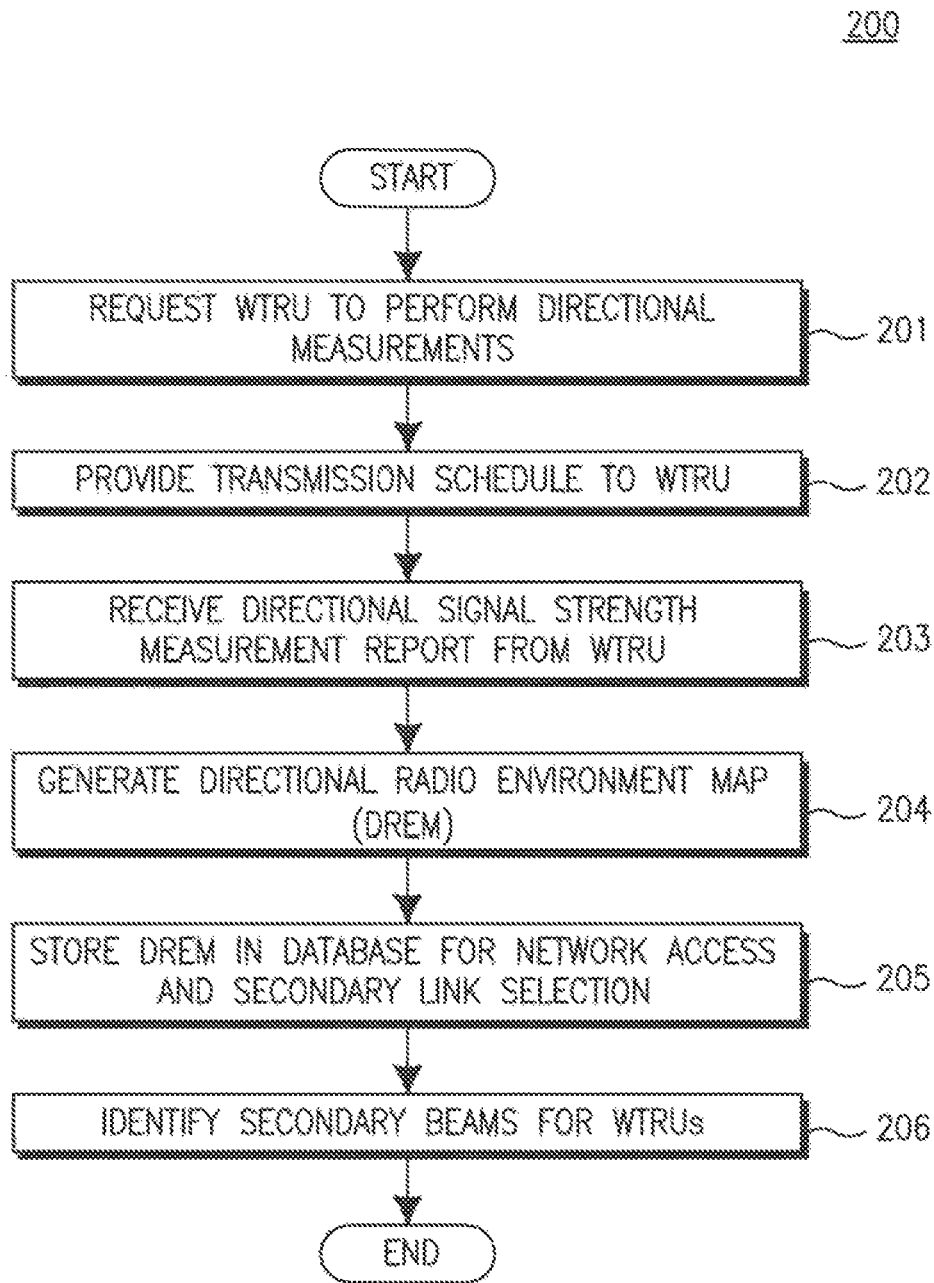 200
START
REQUEST WTRU TO PERFORM DIRECTIONAL
MEASUREMENTS
201
PROVIDE TRANSMISSION SCHEDULE TO WTRU
202
RECEIVE DIRECTIONAL SIGNAL STRENGTH
MEASUREMENT REPORT FROM WTRU
203
GENERATE DIRECTIONAL RADIO ENVIRONMENT MAP
(DREM)
204
STORE DREM IN DATABASE FOR NETWORK ACCESS
AND SECONDARY LINK SELECTION
205
IDENTIFY SECONDARY BEAMS FOR WTRUs
206
END